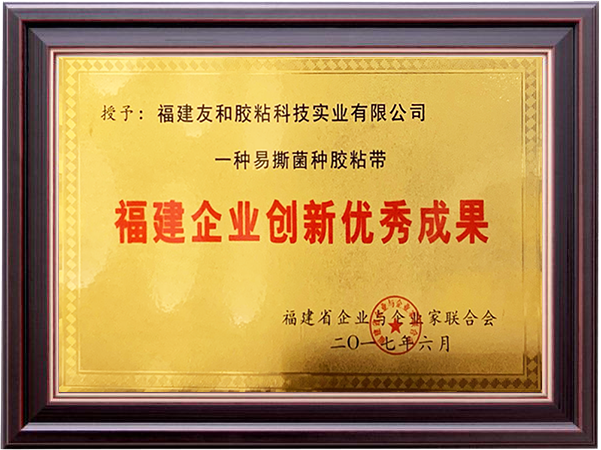 授予：福建友和胶粘科技实业有限公司
一种易撕菌种胶粘带
福建企业创新优秀成果
福建省企业与企业家联合会
二〇一七年六月